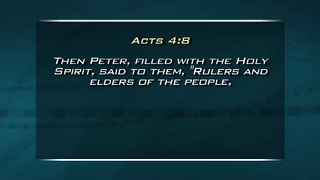 Acts 4:8
Then Peter, filled with the Holy
Spirit, said to them, "Rulers and
elders of the people,